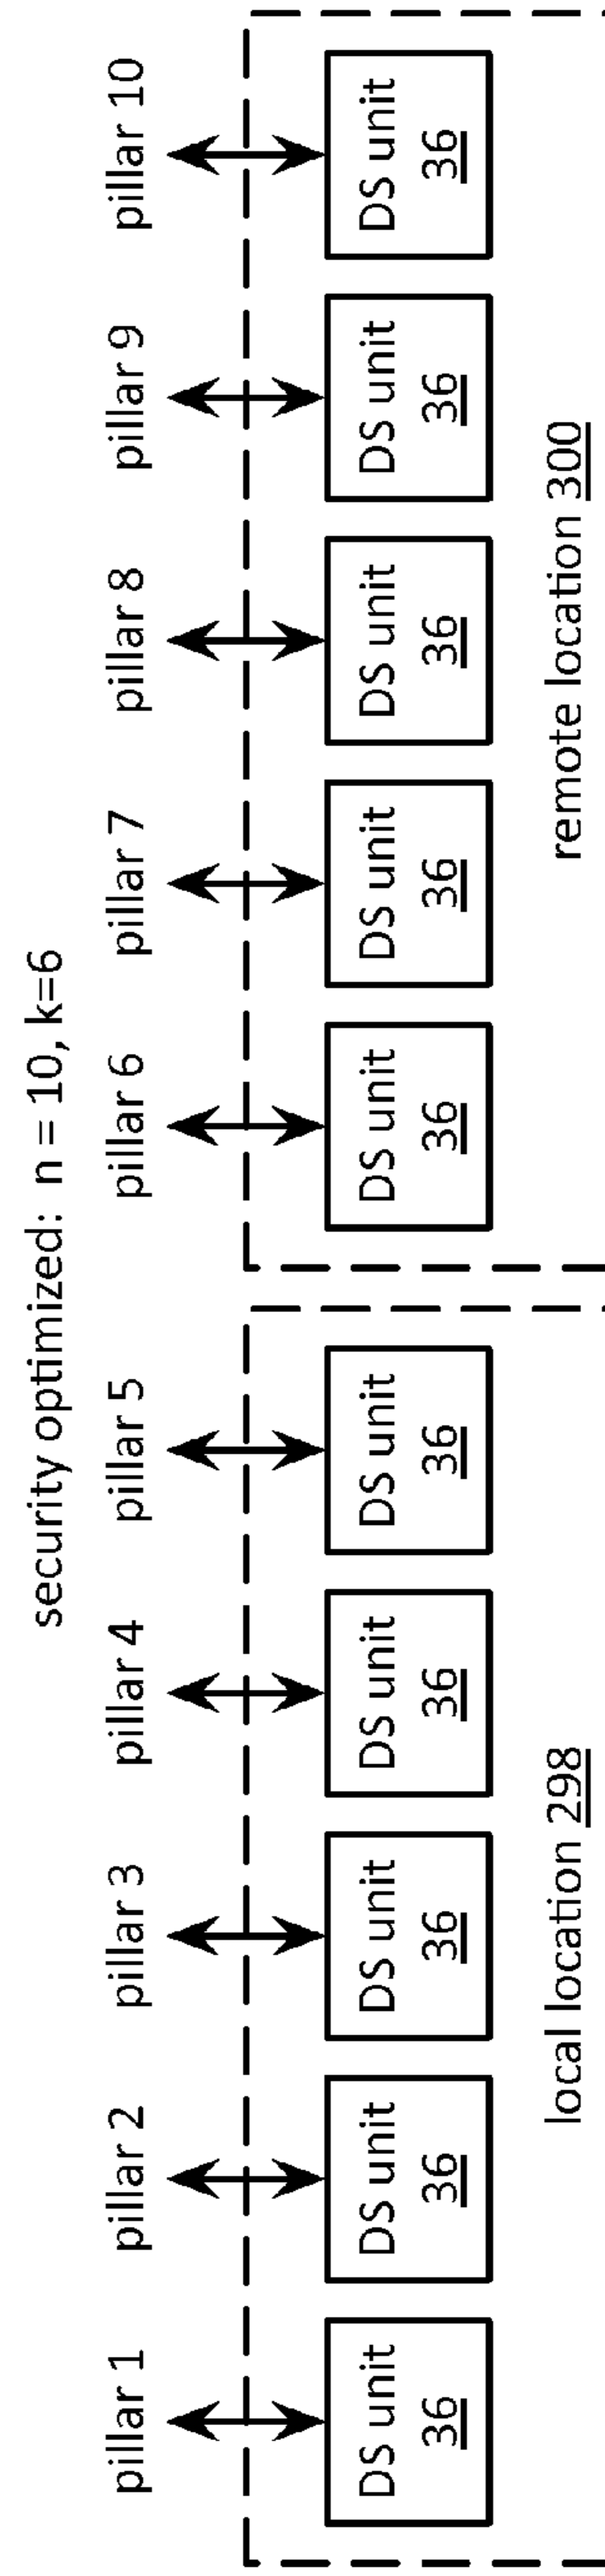 security optimized: n = 10, k=6
pillar 1
pillar 2
pillar 3
pillar 4
pillar 5
pillar 6
pillar 7
pillar 8
pillar 9
pillar 10
DS unit
36
DS unit
36
DS unit
36
DS unit
36
DS unit
36
DS unit
36
DS unit
36
DS unit
36
DS unit
36
DS unit
36
local location 298
remote location 300